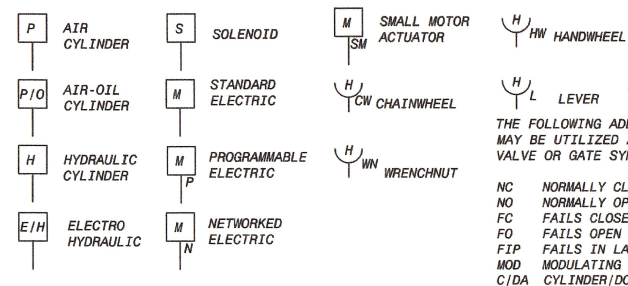 P AIR CYLINDER
P/O AIR-OIL CYLINDER
H HYDRAULIC CYLINDER
E/H ELECTRO HYDRAULIC
S SOLENOID
M STANDARD ELECTRIC
M P PROGRAMMABLE ELECTRIC
M N NETWORKED ELECTRIC
M SM SMALL MOTOR ACTUATOR
H CW CHAINWHEEL
H WN WRENCHNUT
H HW HANDWHEEL
H L LEVER
THE FOLLOWING
MAY BE UTILIZED
VALVE OR GATE
NC NORMALLY
NO NORMALLY
FC FAILS CLOSE
FO FAILS OPEN
FIP FAILS IN
MOD MODULATING
C/DA